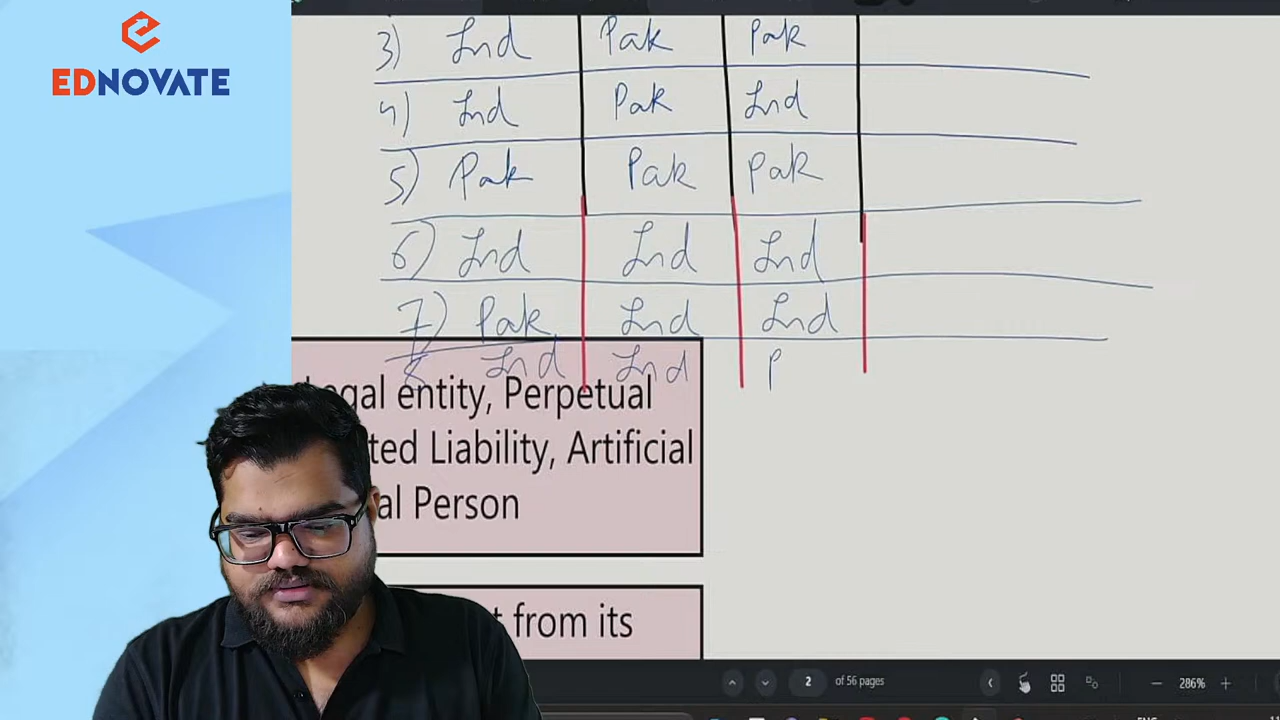 EDNOVATE
3) Ind Pak Pak
4) Ind Pak Ind
5) Pak Pak Pak
6) Ind Ind Ind
7) Pak Ind Ind
8 Ind Ind P
gal entity, Perpetual
ted Liability, Artificial
al Person
t from its
2 of 56 pages
286%